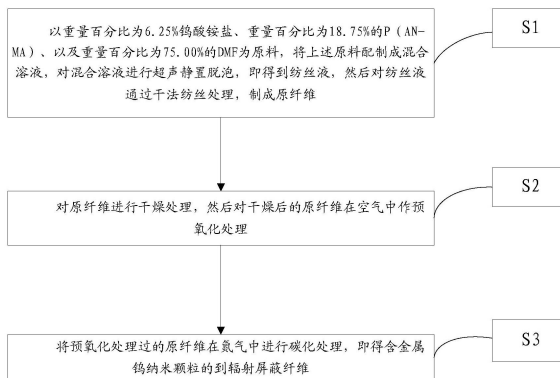 以重量百分比为6.25%钨酸铵盐、重量百分比为18.75%的P（AN-
MA）、以及重量百分比为75.00%的DMF为原料，将上述原料配制成混合
溶液，对混合溶液进行超声静置脱泡，即得到纺丝液，然后对纺丝液
通过干法纺丝处理，制成原纤维
S1
对原纤维进行干燥处理，然后对干燥后的原纤维在空气中作预
氧化处理
S2
将预氧化处理过的原纤维在氮气中进行碳化处理，即得含金属
钨纳米颗粒的到辐射屏蔽纤维
S3